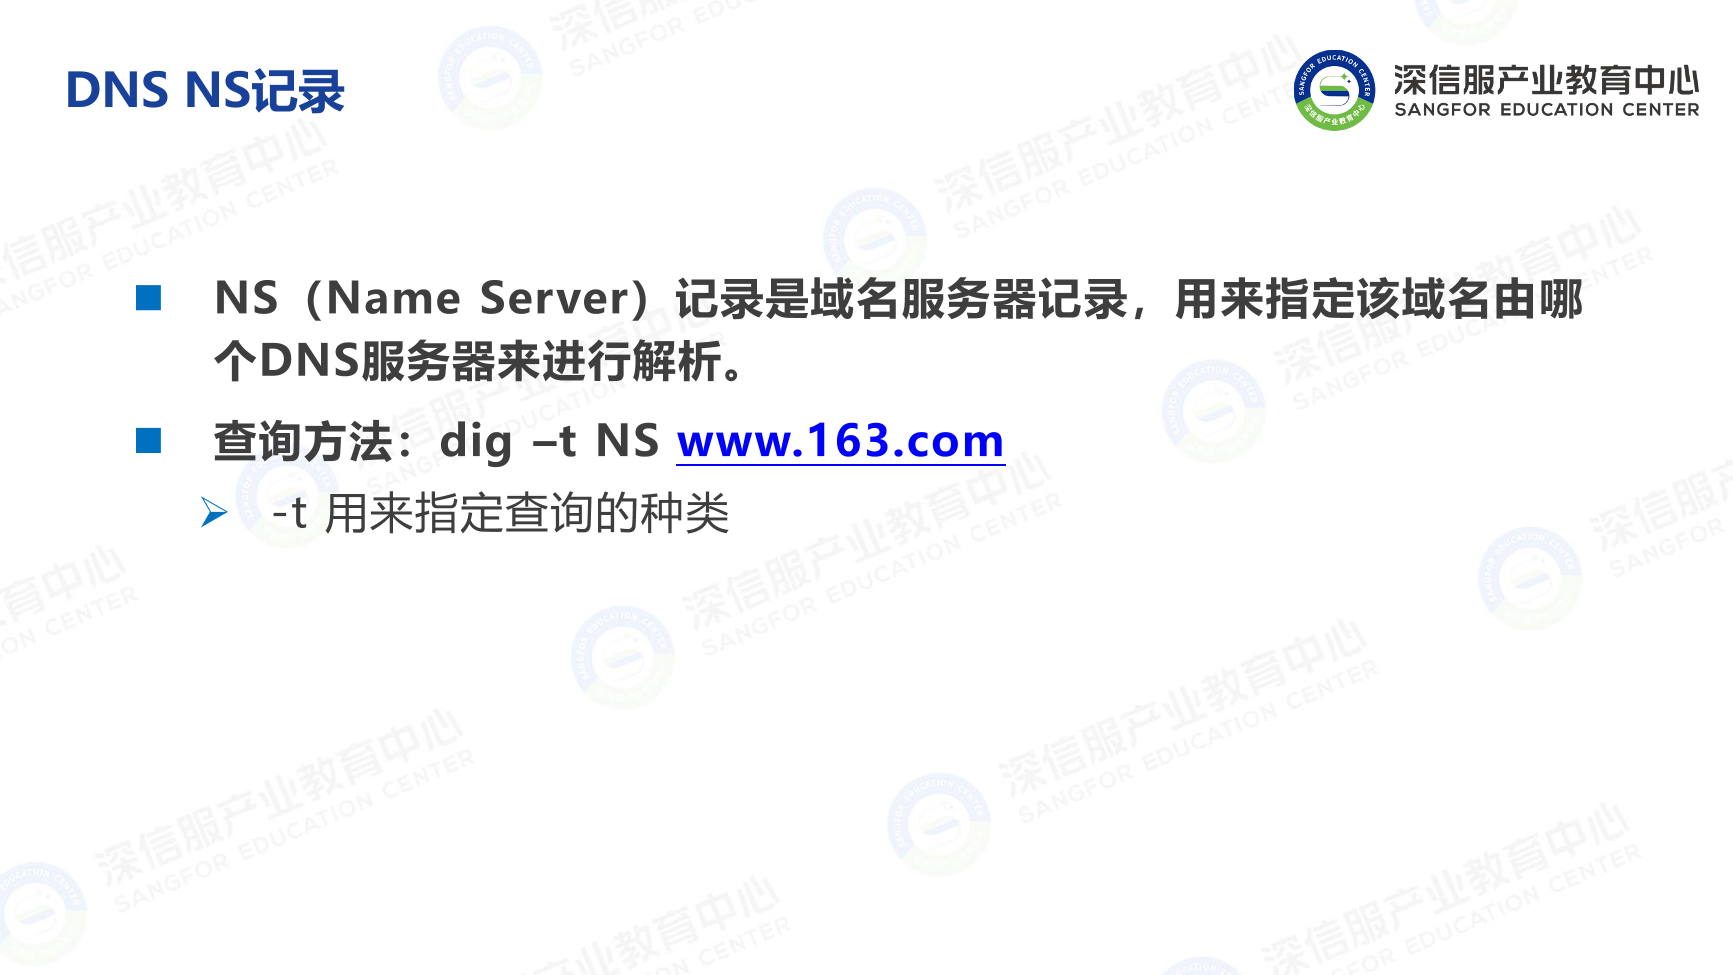 DNS NS记录
深信服产业教育中心
SANGFOR EDUCATION CENTER
NS（Name Server）记录是域名服务器记录，用来指定该域名由哪
个DNS服务器来进行解析。
查询方法：dig –t NS www.163.com
-t 用来指定查询的种类